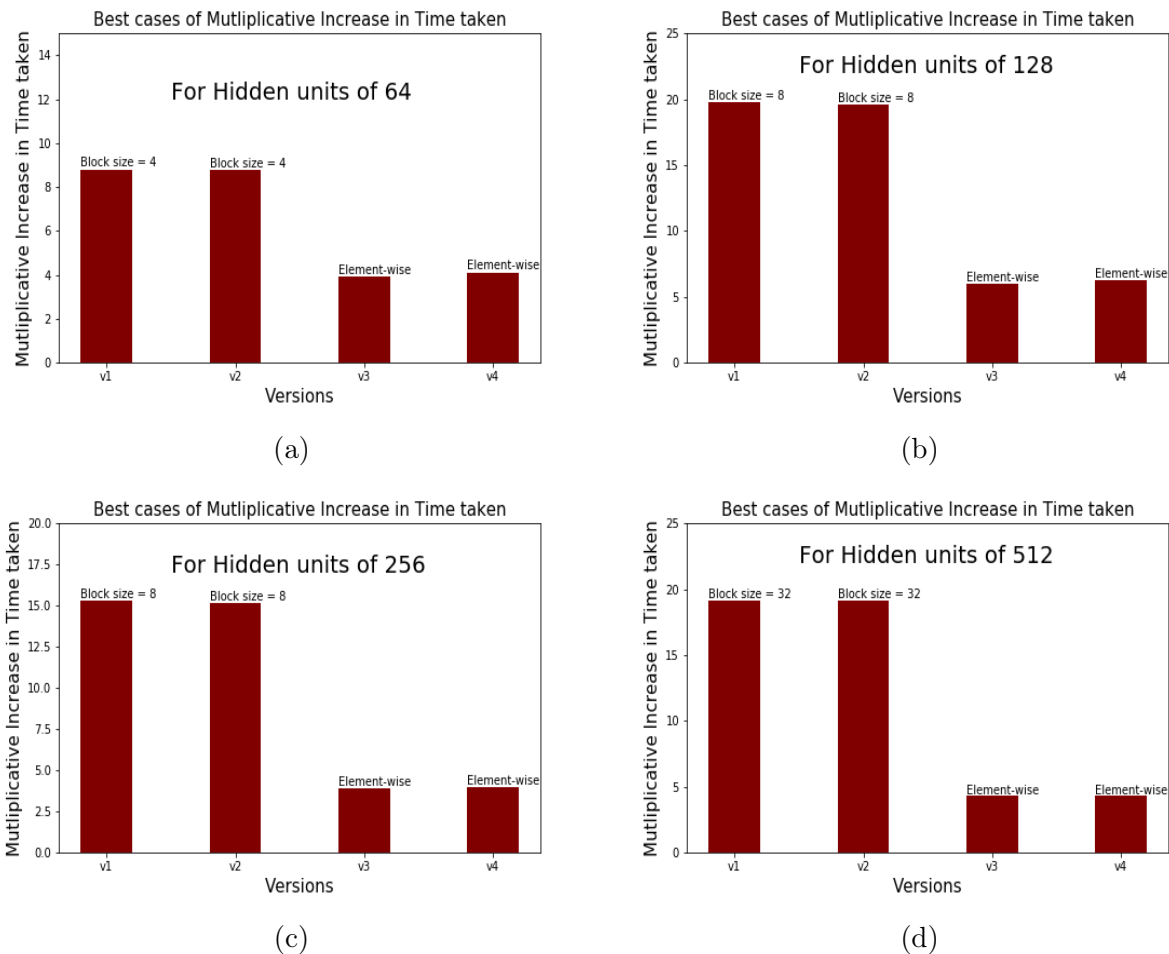 Best cases of Mutliplicative Increase in Time taken
Mutliplicative Increase in Time taken
14
12
10
8
6
4
2
0
For Hidden units of 64
Block size = 4
Block size = 4
Element-wise
Element-wise
v1 v2 v3 v4
Versions
(a)
Best cases of Mutliplicative Increase in Time taken
Mutliplicative Increase in Time taken
25
20
15
10
5
0
For Hidden units of 128
Block size = 8
Block size = 8
Element-wise
Element-wise
v1 v2 v3 v4
Versions
(b)
Best cases of Mutliplicative Increase in Time taken
Mutliplicative Increase in Time taken
20.0
17.5
15.0
12.5
10.0
7.5
5.0
2.5
0.0
For Hidden units of 256
Block size = 8
Block size = 8
Element-wise
Element-wise
v1 v2 v3 v4
Versions
(c)
Best cases of Mutliplicative Increase in Time taken
Mutliplicative Increase in Time taken
25
20
15
10
5
0
For Hidden units of 512
Block size = 32
Block size = 32
Element-wise
Element-wise
v1 v2 v3 v4
Versions
(d)